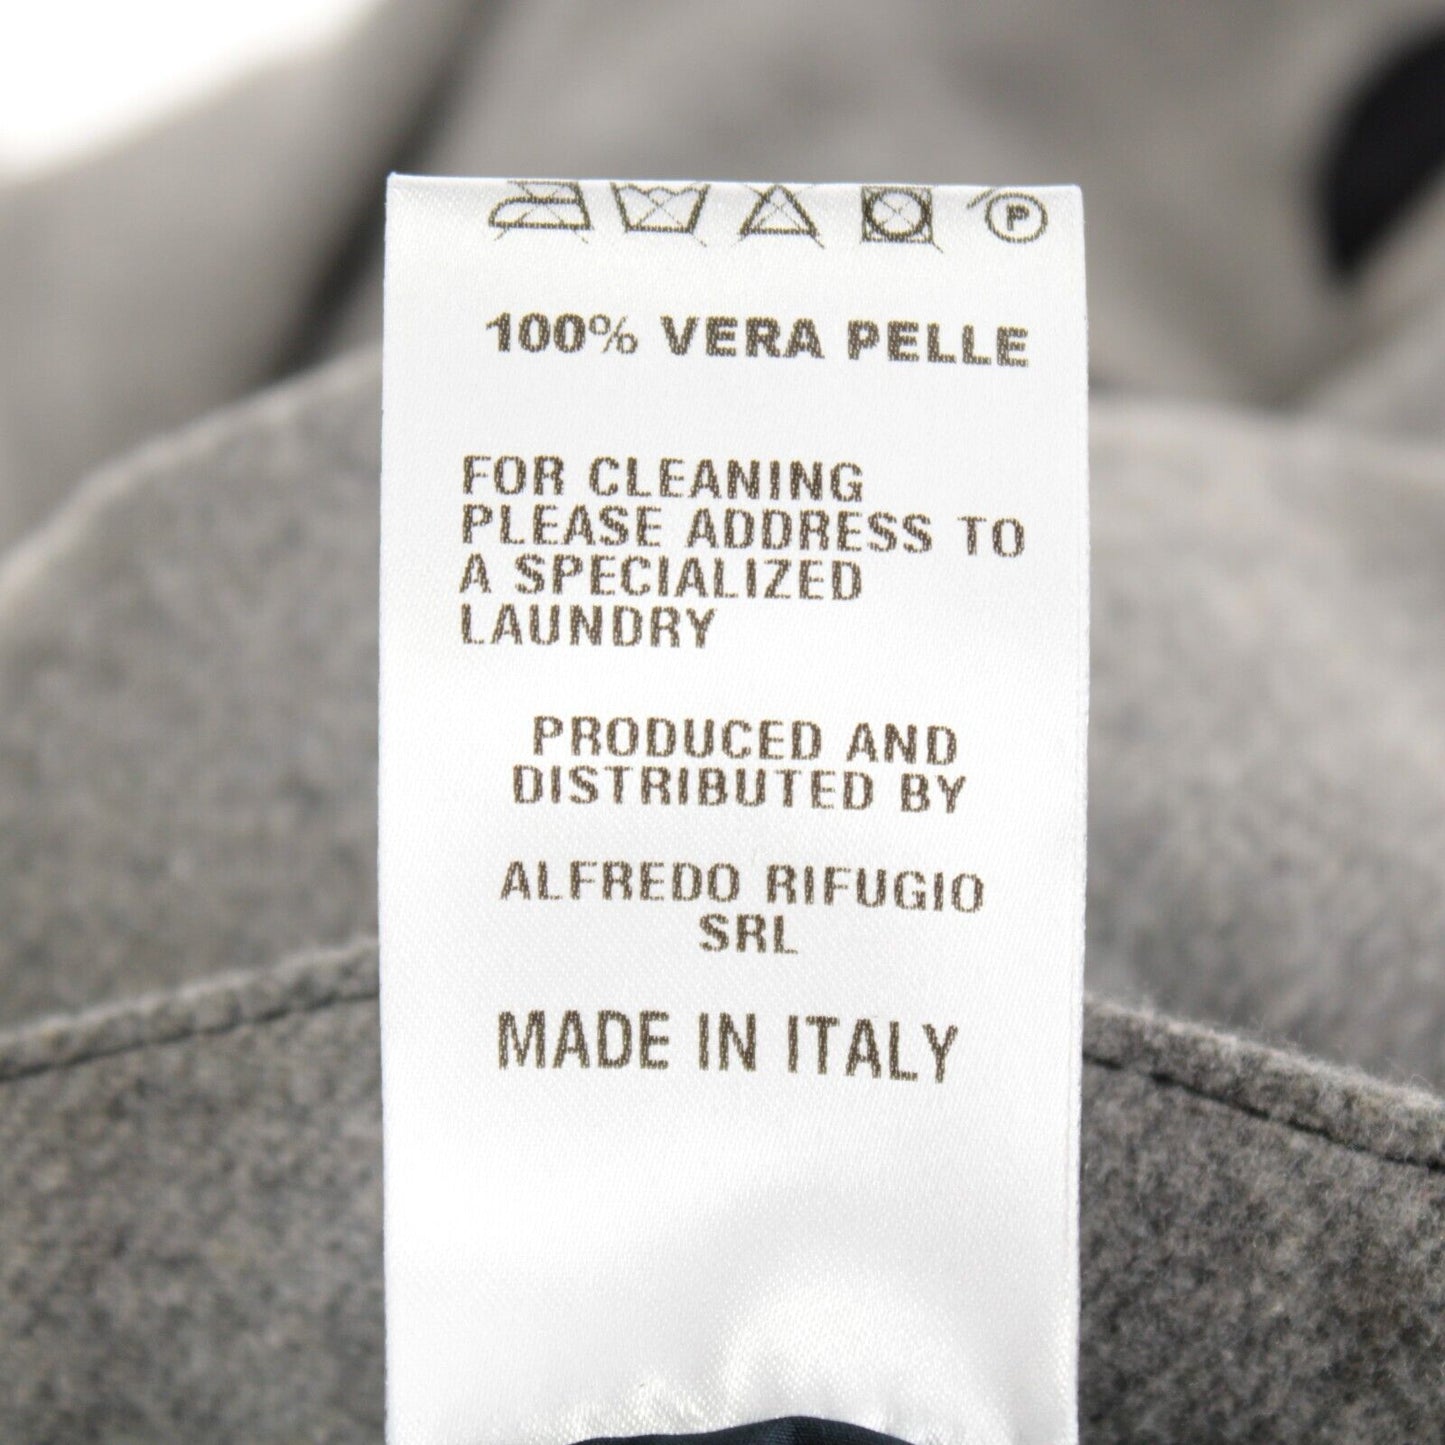 P
100% VERA PELLE
FOR CLEANING
PLEASE ADDRESS TO
A SPECIALIZED
LAUNDRY
PRODUCED AND
DISTRIBUTED BY
ALFREDO RIFUGIO
SRL
MADE IN ITALY